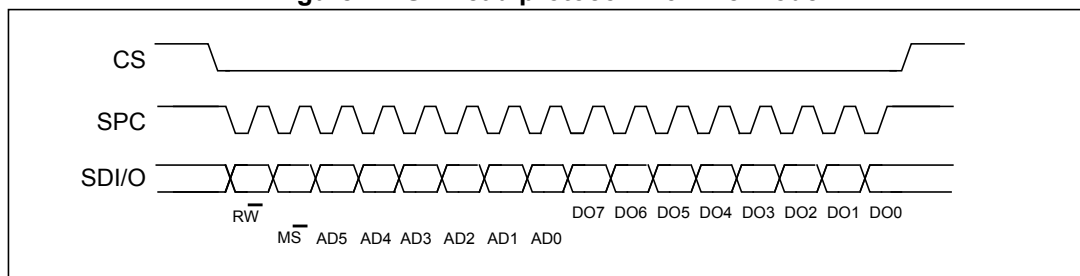 CS
SPC
SDI/O
RW
DO7 DO6 DO5 DO4 DO3 DO2 DO1 DO0
MS AD5 AD4 AD3 AD2 AD1 AD0